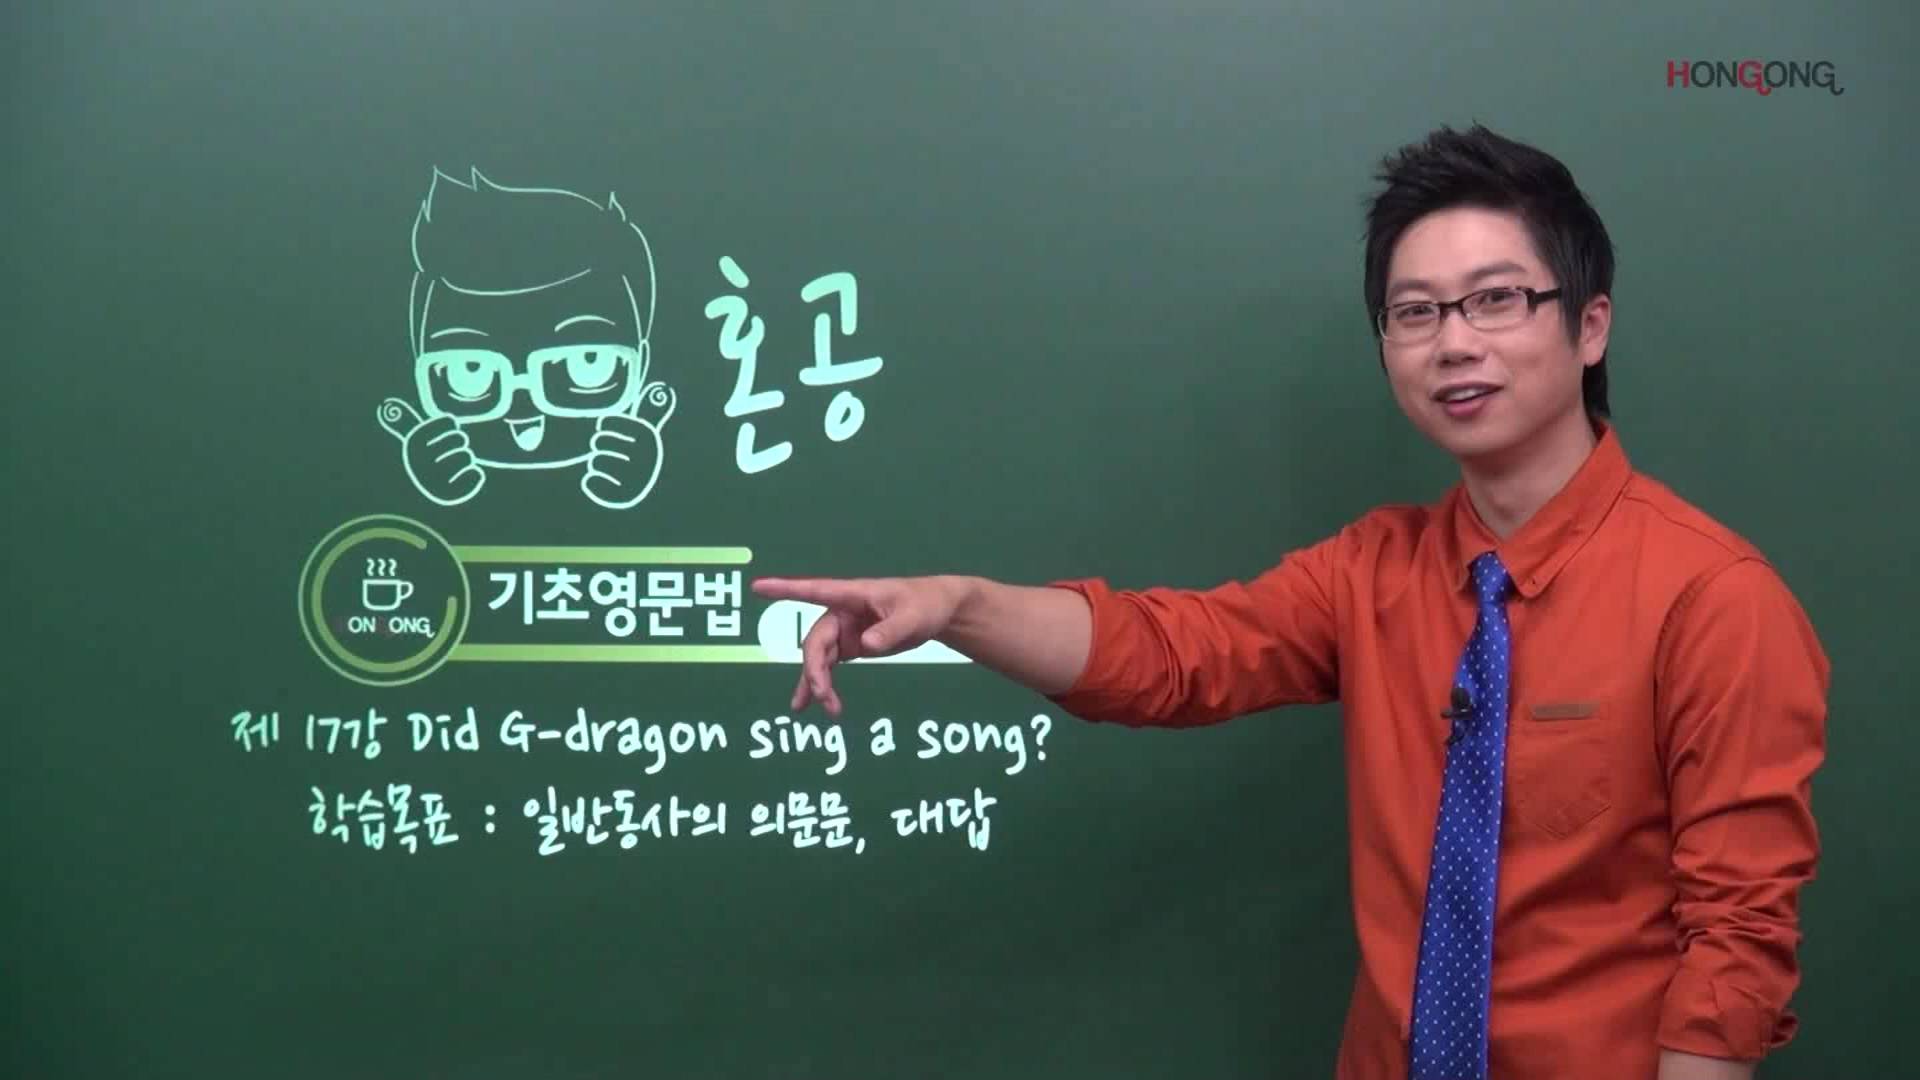 HONGONG
혼공
기초영문법
ONGONG
제 17강 Did G-dragon sing a song?
학습목표 : 일반동사의 의문문, 대답